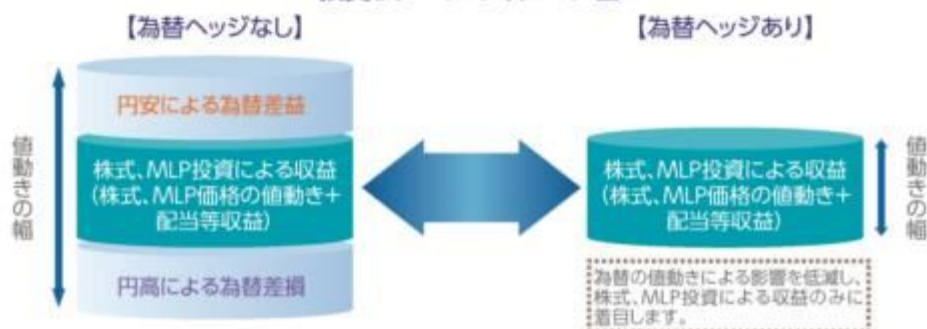 【為替ヘッジなし】
【為替ヘッジあり】
円安による為替差益
値動きの幅
株式、MLP投資による収益
(株式、MLP価格の値動き+
配当等収益)
円高による為替差損
株式、MLP投資による収益
(株式、MLP価格の値動き+
配当等収益)
値動きの幅
為替の値動きによる影響を低減し、
株式、MLP投資による収益のみに
着目します。